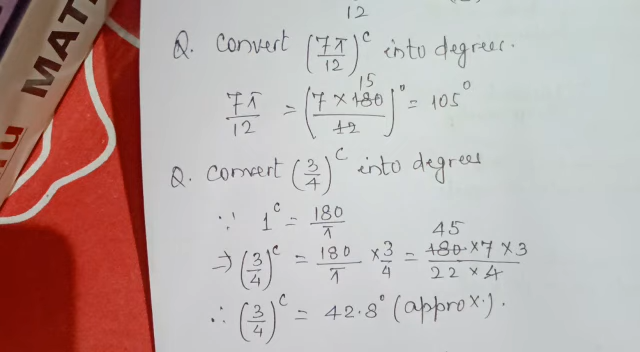 12
Q. Convert (7π/12)^c into degrees.
7π/12 = (7 × 180/12)° = 105°
15
Q. Convert (3/4)^c into degrees
∵ 1^c = 180/π
45
⇒ (3/4)^c = 180/π × 3/4 = 180 × 7 × 3/22 × 4
∴ (3/4)^c = 42.8° (approx.).
MAT